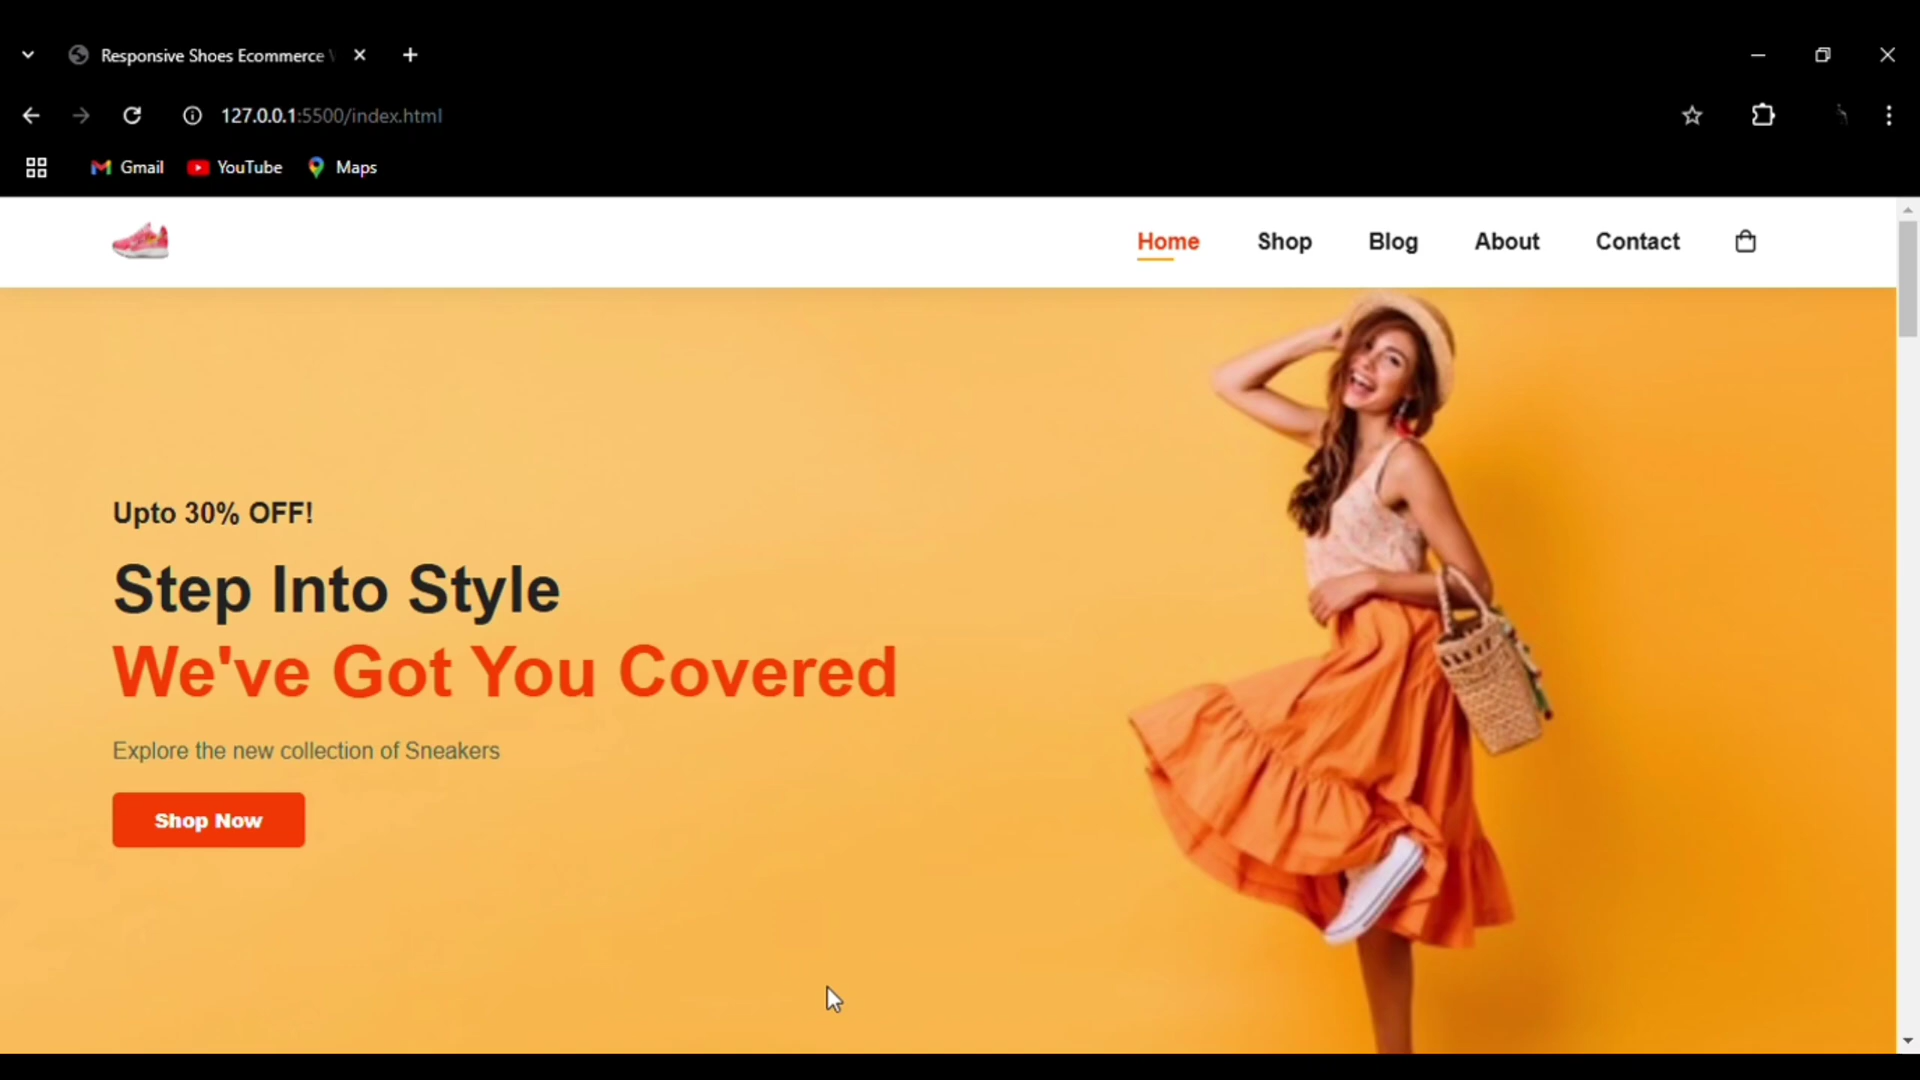 Responsive Shoes Ecommerce
127.0.0.1:5500/index.html
Gmail YouTube Maps
Home Shop Blog About Contact
Upto 30% OFF!
Step Into Style
We've Got You Covered
Explore the new collection of Sneakers
Shop Now